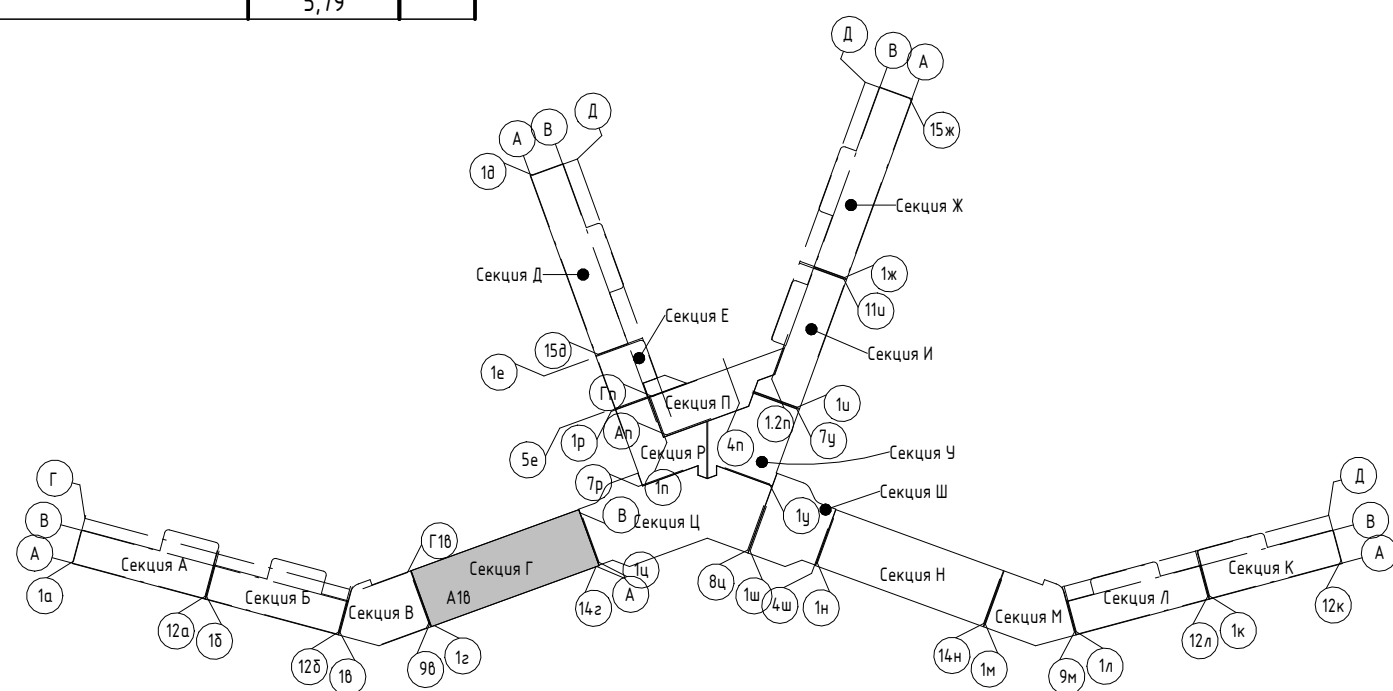 5,79
Д
В
А
15ж
Д
В
А
1д
Секция Ж
Секция Д
1ж
11и
Секция Е
Секция И
15д
1е
Гп
Секция П
1и
1.2п
7у
1р
Ап
4п
5е
Секция Р
Секция У
7р
1п
Секция Ш
В
Секция Ц
1у
Г
В
А
Секция А
1а
Секция Б
12а
1б
Г1в
Секция В
Секция Г
А1в
12б
1в
9в
1г
14г
1ц
А
8ц
1ш
4ш
1н
Секция Н
Секция М
14н
1м
9м
1л
Секция Л
Секция К
12л
1к
12к
Д
В
А